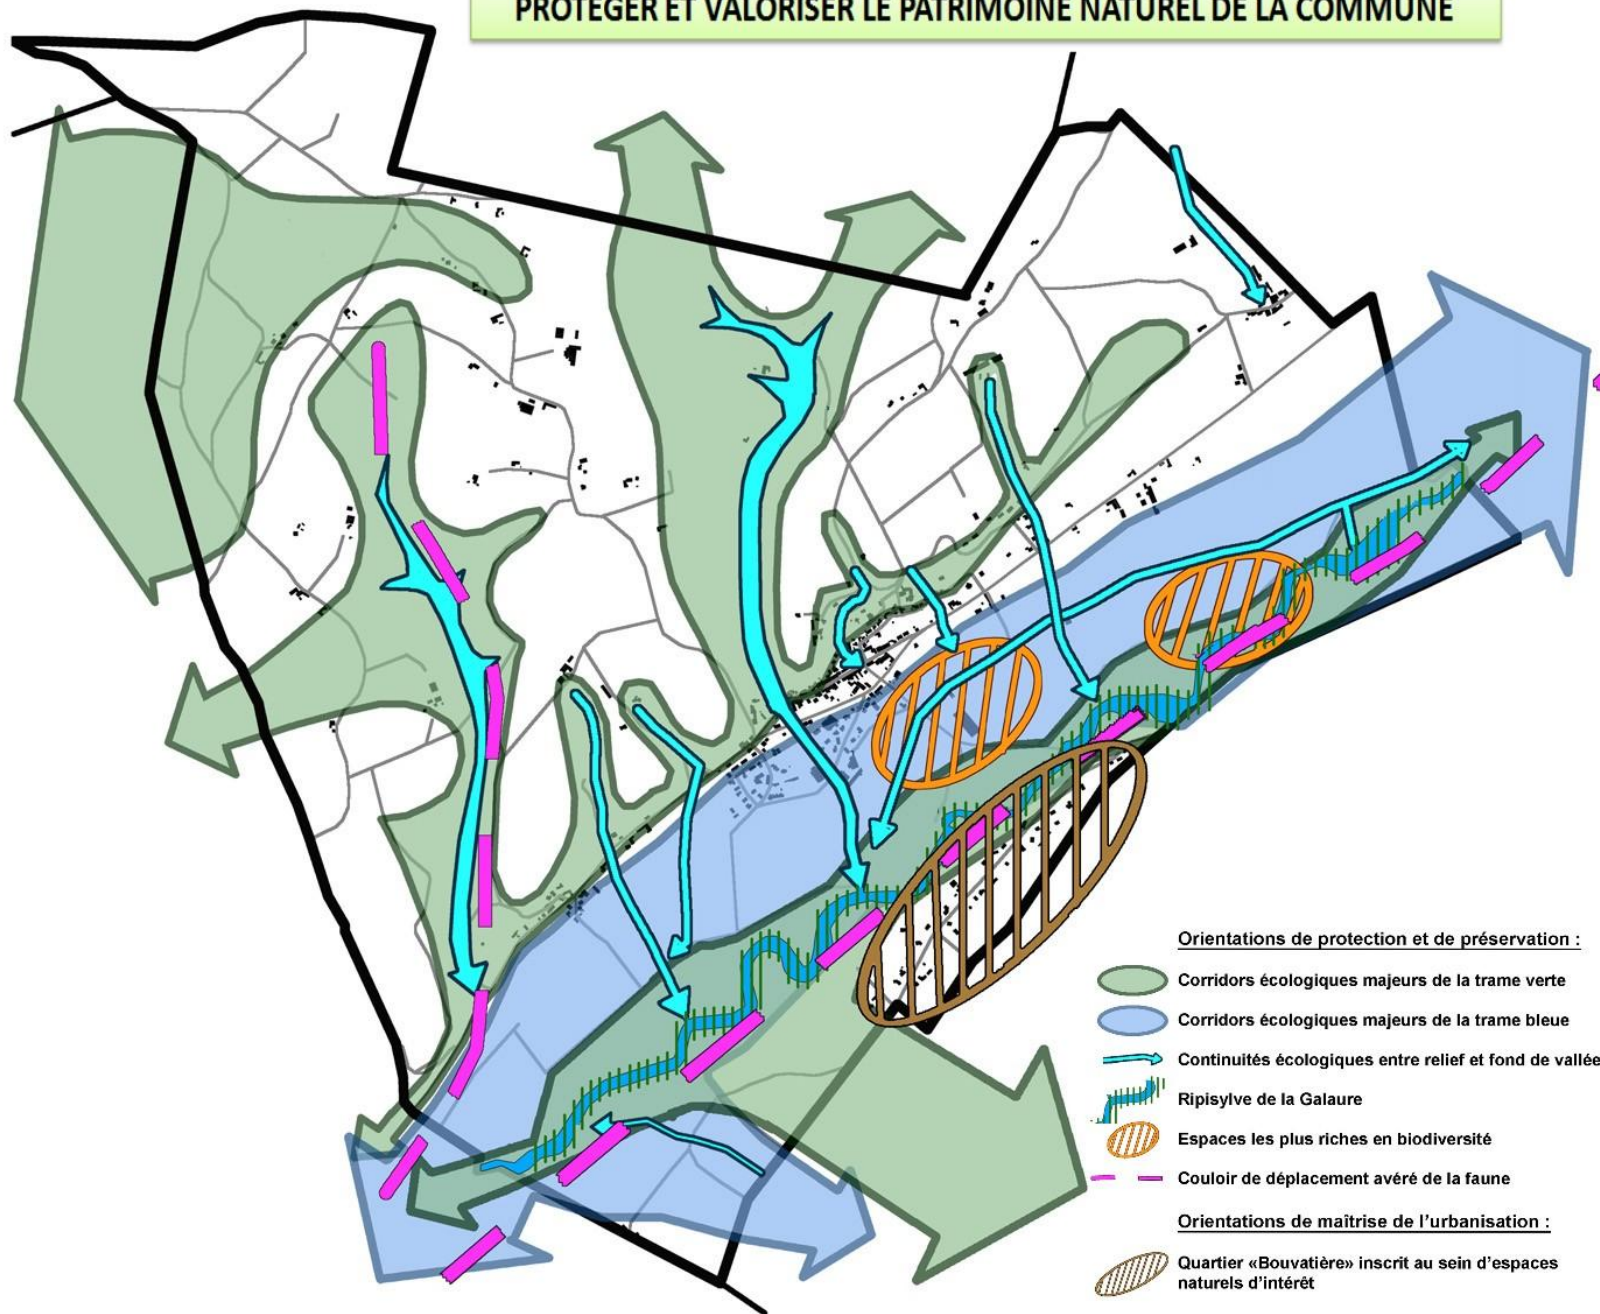 PROTEGER ET VALORISER LE PATRIMOINE NATUREL DE LA COMMUNE
Orientations de protection et de préservation :
Corridors écologiques majeurs de la trame verte
Corridors écologiques majeurs de la trame bleue
Continuités écologiques entre relief et fond de vallée
Ripisylve de la Galaure
Espaces les plus riches en biodiversité
Couloir de déplacement avéré de la faune
Orientations de maîtrise de l'urbanisation :
Quartier «Bouvatière» inscrit au sein d'espaces
naturels d'intérêt